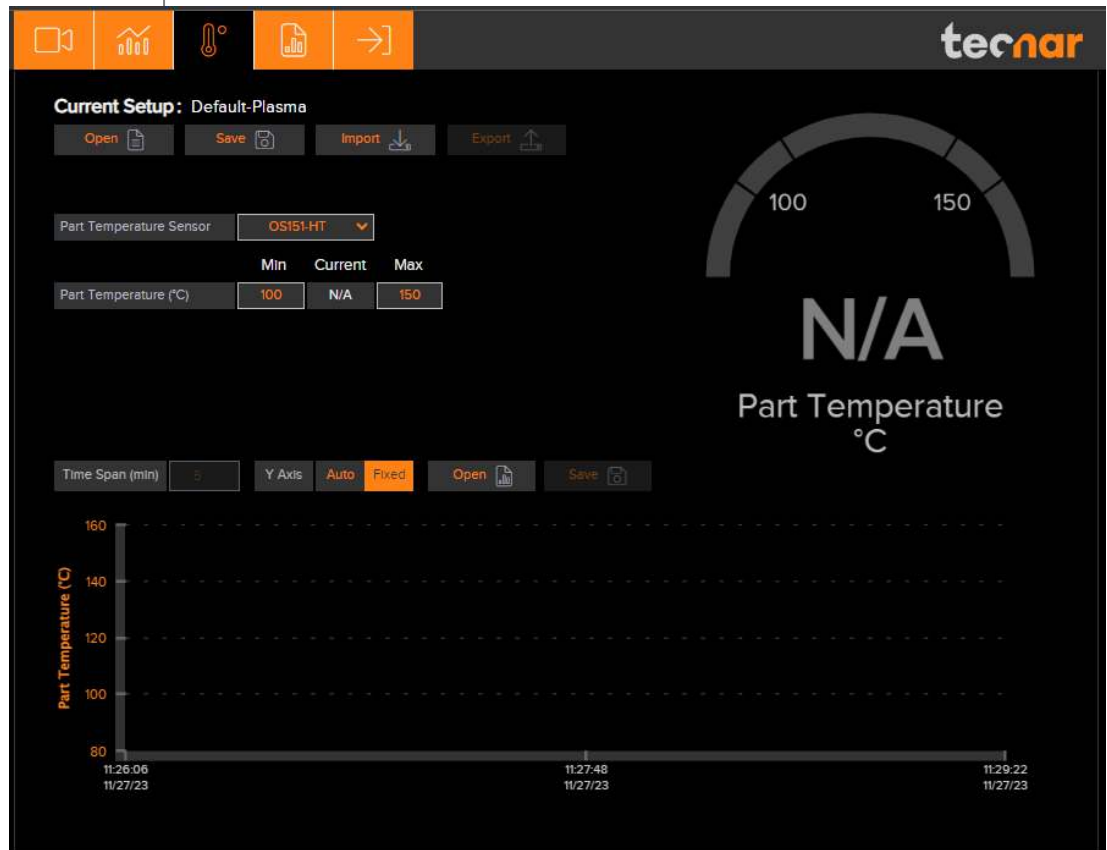 tecnar
Current Setup: Default-Plasma
Open Save Import Export
100 150
Part Temperature Sensor OS151-HT
Min Current Max
Part Temperature (°C) 100 N/A 150
N/A
Part Temperature
°C
Time Span (min) 5 Y Axis Auto Fixed Open Save
160
140
120
100
80
Part Temperature (°C)
11:26:06 11:27:48 11:29:22
11/27/23 11/27/23 11/27/23